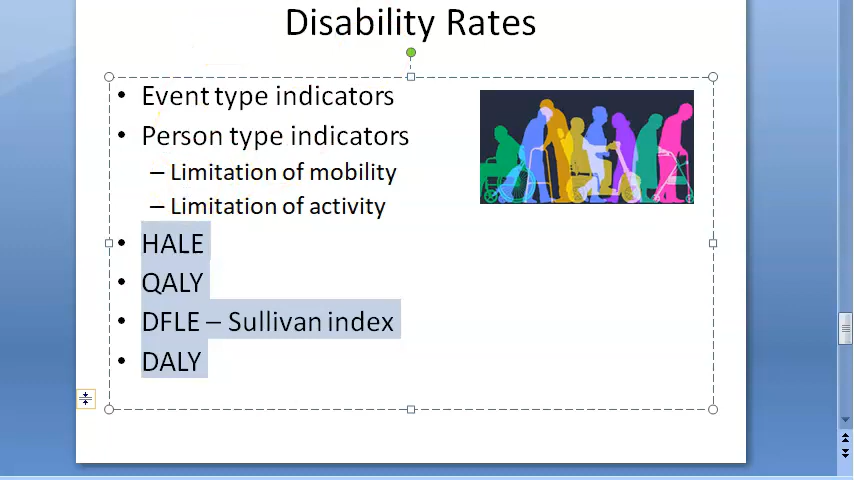 Disability Rates
• Event type indicators
• Person type indicators
– Limitation of mobility
– Limitation of activity
• HALE
• QALY
• DFLE – Sullivan index
• DALY